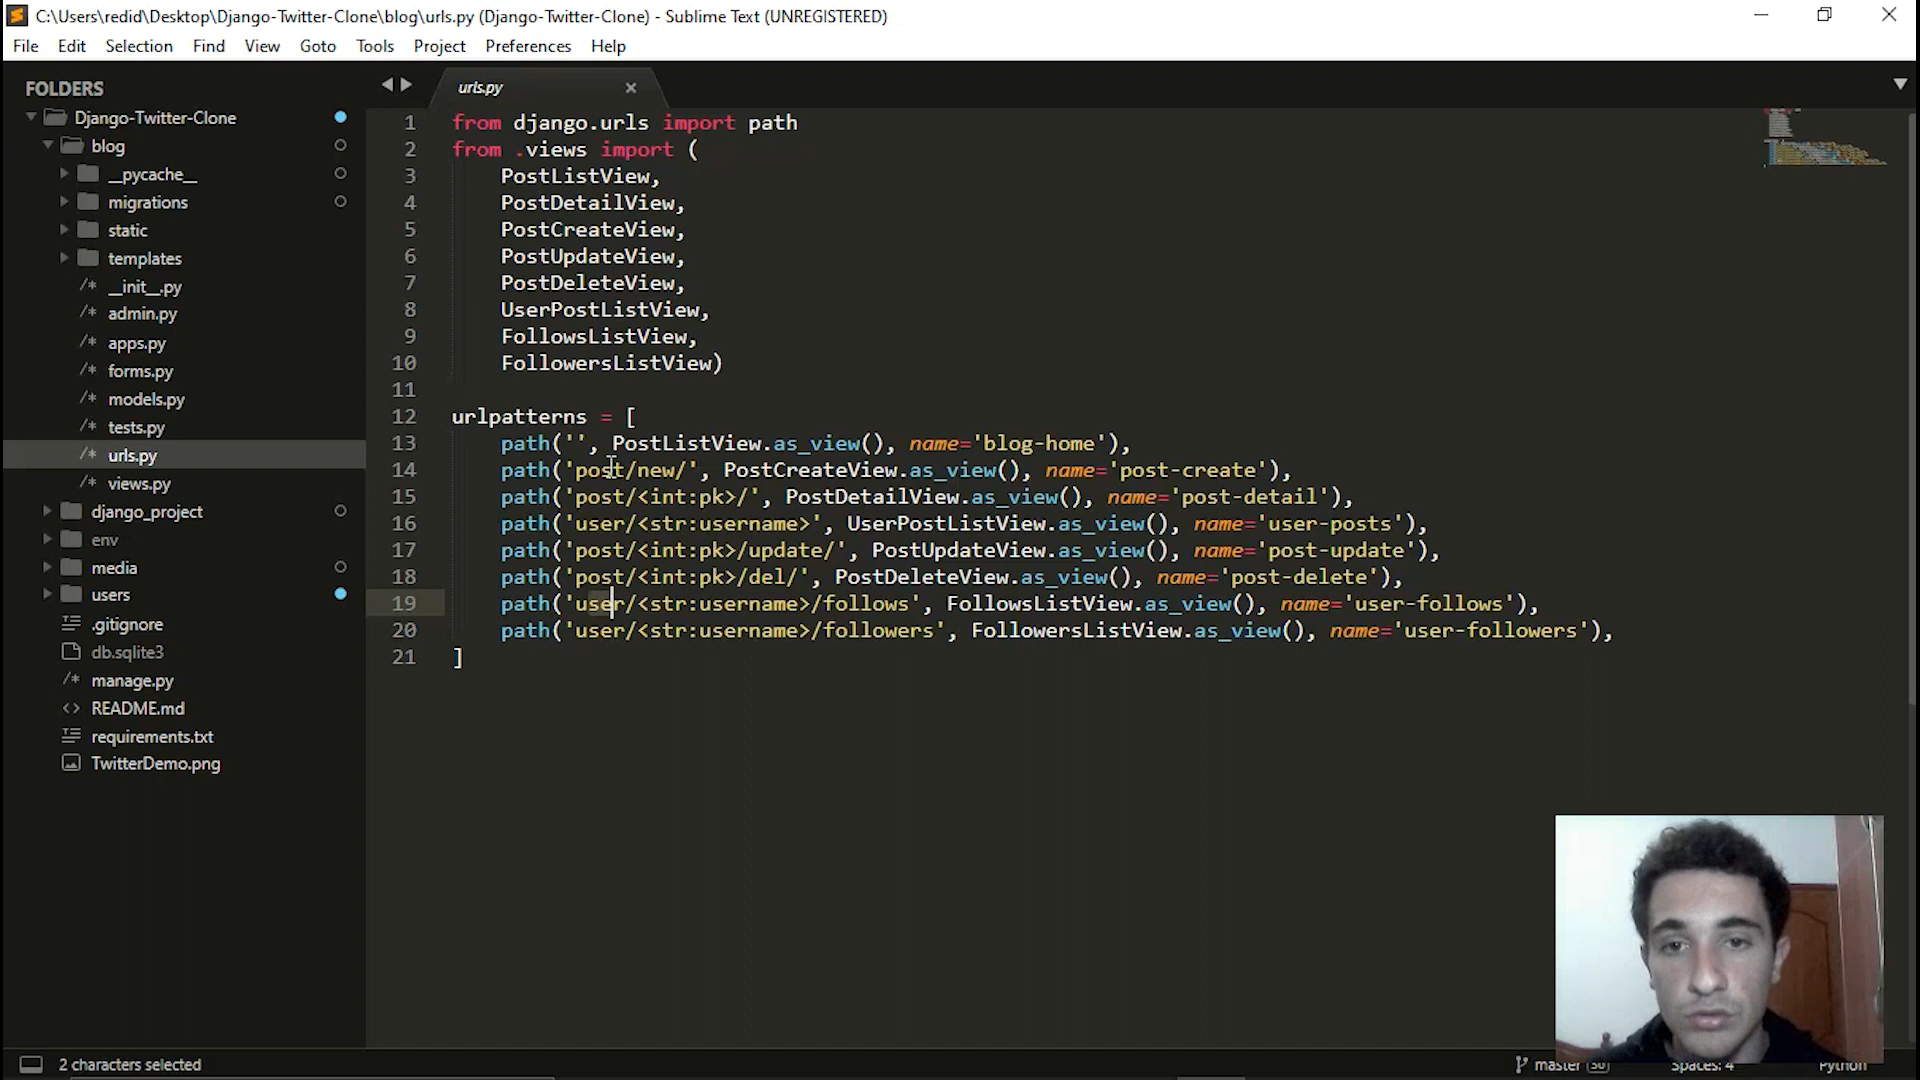 C:\Users\redid\Desktop\Django-Twitter-Clone\blog\urls.py (Django-Twitter-Clone) - Sublime Text (UNREGISTERED)
File Edit Selection Find View Goto Tools Project Preferences Help
FOLDERS
Django-Twitter-Clone
blog
__pycache__
migrations
static
templates
__init__.py
admin.py
apps.py
forms.py
models.py
tests.py
urls.py
views.py
django_project
env
media
users
.gitignore
db.sqlite3
manage.py
README.md
requirements.txt
TwitterDemo.png
urls.py
1 from django.urls import path
2 from .views import (
3 PostListView,
4 PostDetailView,
5 PostCreateView,
6 PostUpdateView,
7 PostDeleteView,
8 UserPostListView,
9 FollowsListView,
10 FollowersListView)
11
12 urlpatterns = [
13 path('', PostListView.as_view(), name='blog-home'),
14 path('post/new/', PostCreateView.as_view(), name='post-create'),
15 path('post/<int:pk>/', PostDetailView.as_view(), name='post-detail'),
16 path('user/<str:username>', UserPostListView.as_view(), name='user-posts'),
17 path('post/<int:pk>/update/', PostUpdateView.as_view(), name='post-update'),
18 path('post/<int:pk>/del/', PostDeleteView.as_view(), name='post-delete'),
19 path('user/<str:username>/follows', FollowsListView.as_view(), name='user-follows'),
20 path('user/<str:username>/followers', FollowersListView.as_view(), name='user-followers'),
21 ]
2 characters selected
master 30
Spaces: 4
Python